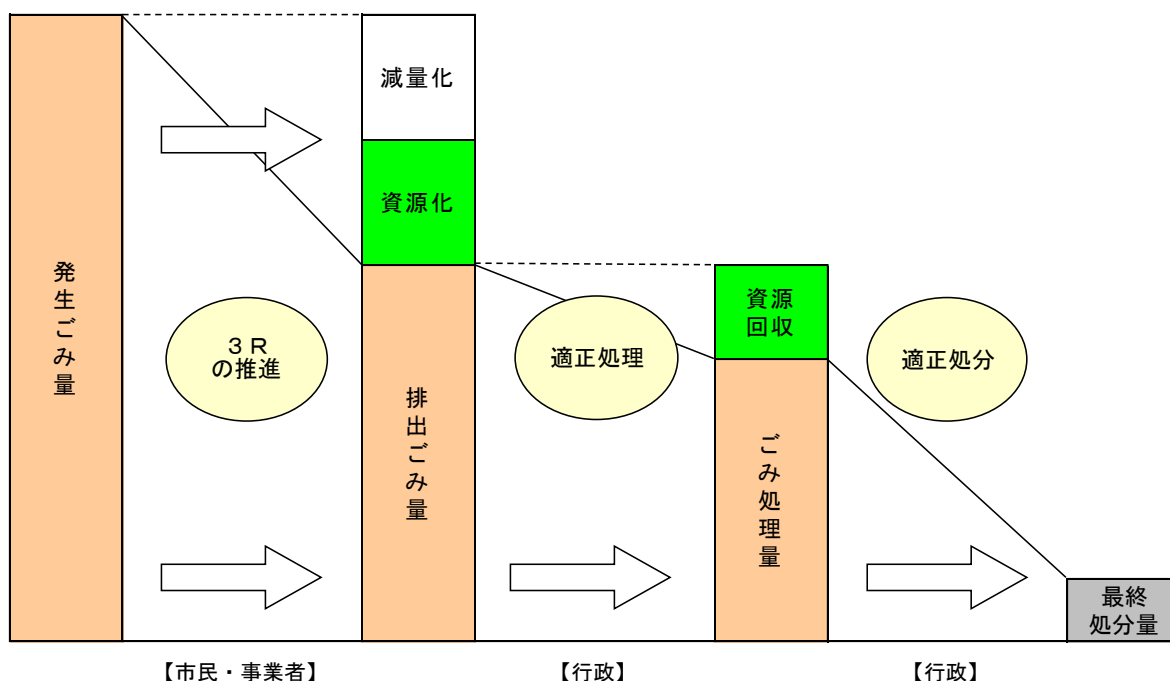 減量化
資源化
発生ごみ量
３Ｒ
の推進
排出ごみ量
適正処理
資源
回収
ごみ処理量
適正処分
最終
処分量
【市民・事業者】
【行政】
【行政】